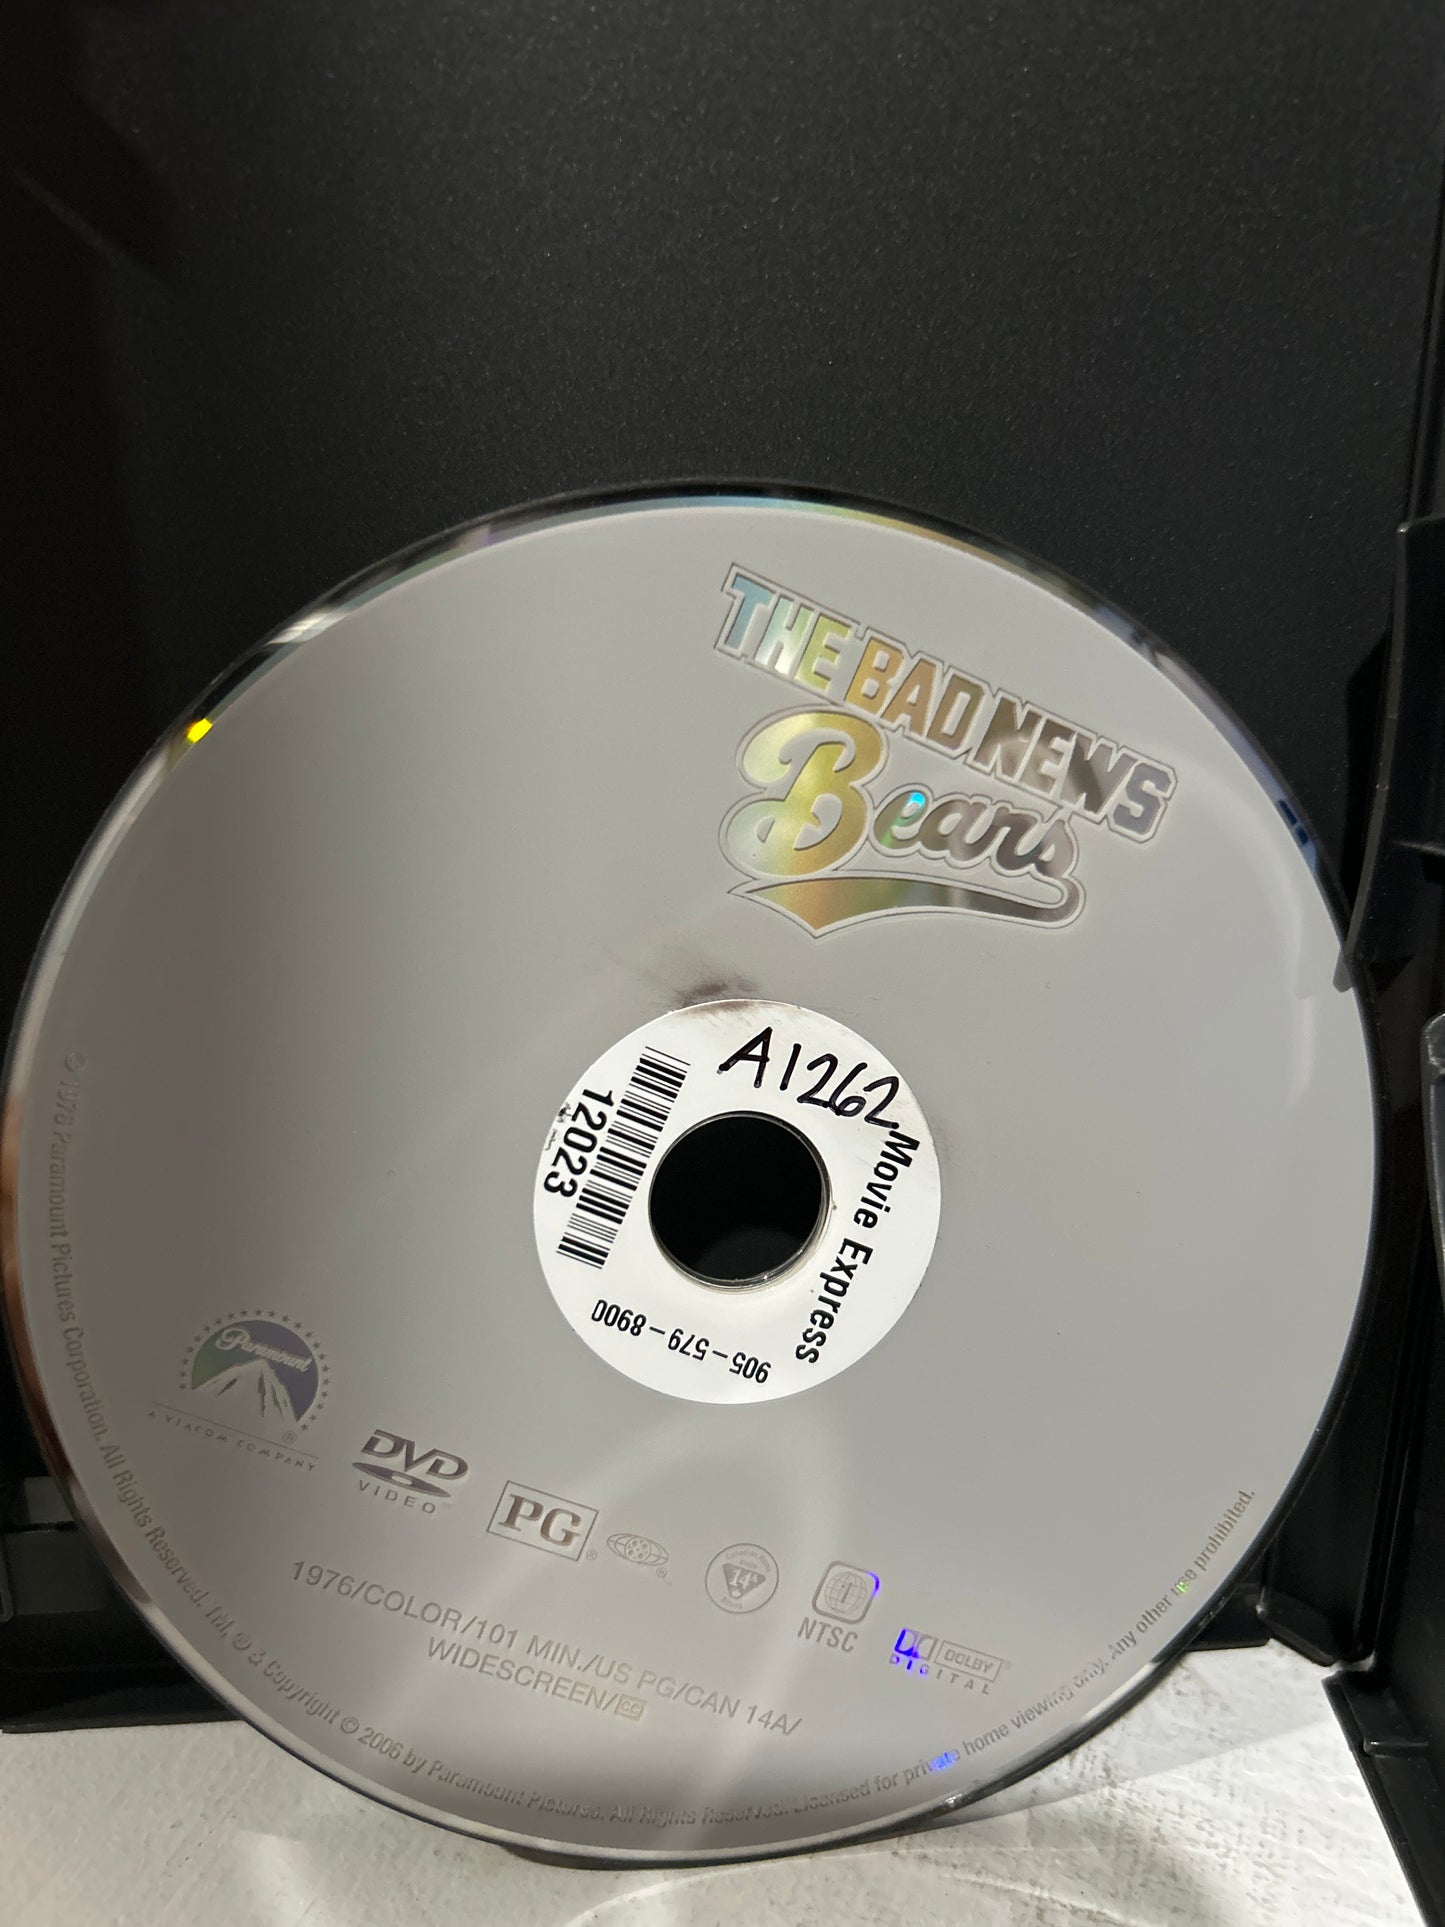 THE BAD NEWS
Bears
A1262
12023
Movie Express
905-579-8900
Paramount
®
A VIACOM COMPANY
DVD
VIDEO
PG
®
14A
NTSC
DOLBY
DIGITAL
1976/COLOR/101 MIN./US PG/CAN 14A/
WIDESCREEN/CC
© 1976 Paramount Pictures Corporation. All Rights Reserved. TM, ® & Copyright © 2006 by Paramount Pictures. All Rights Reserved. Licensed for private home viewing only. Any other use prohibited.